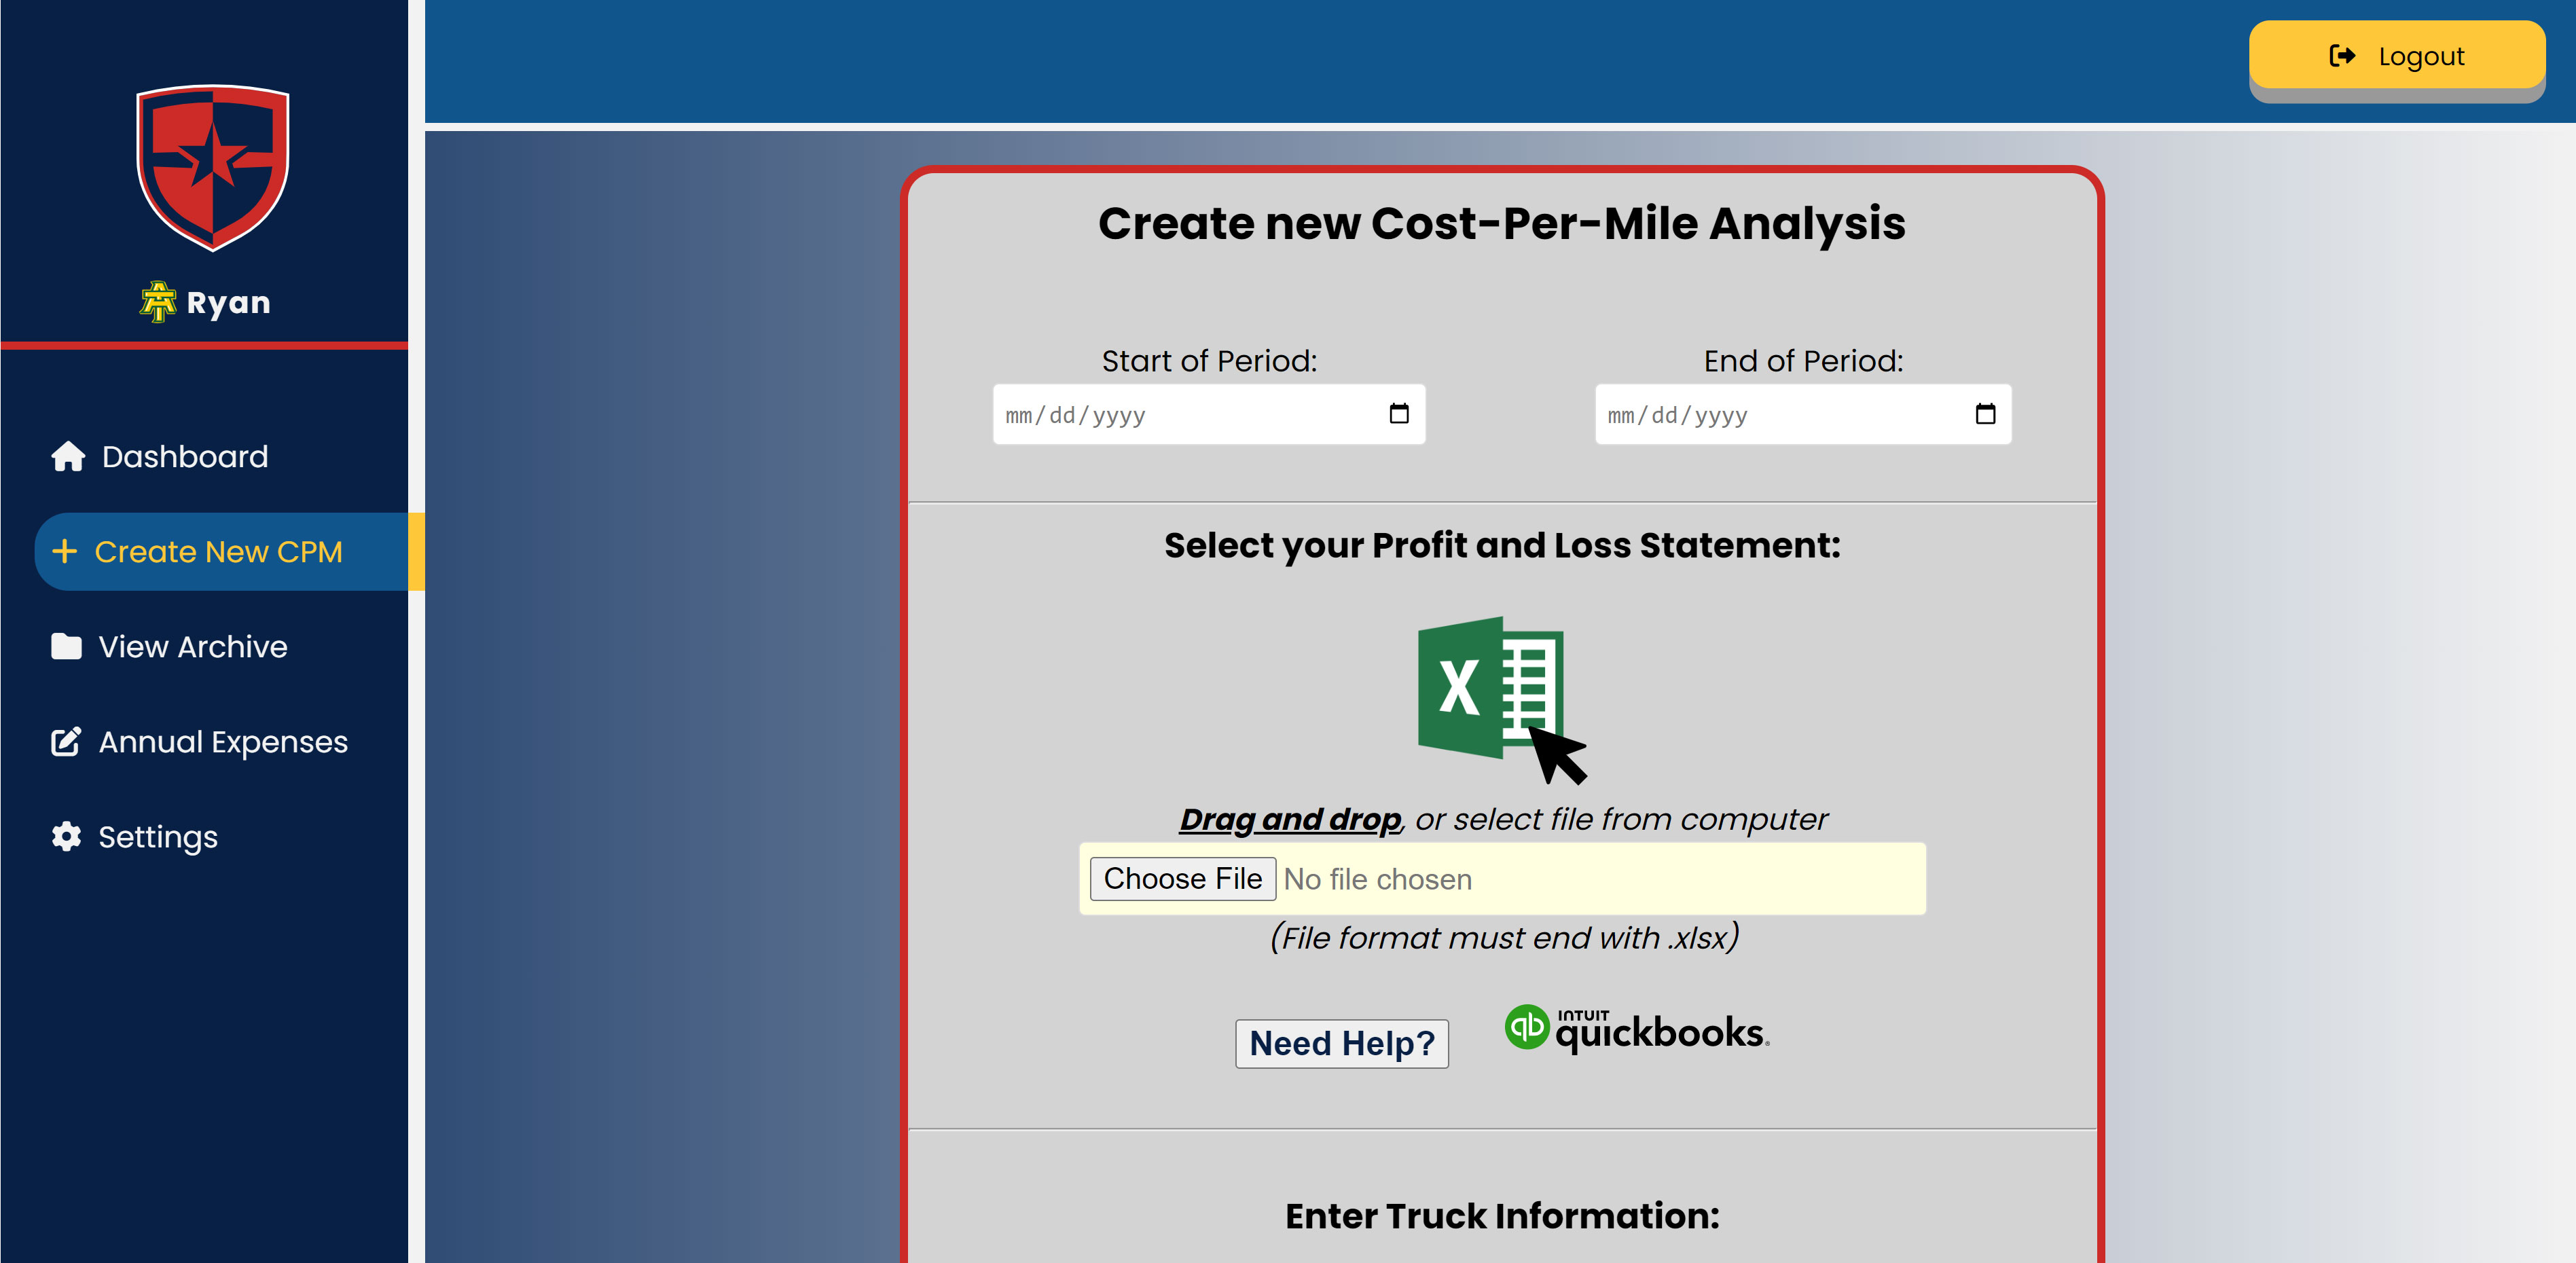 Logout
Ryan
Dashboard
Create New CPM
View Archive
Annual Expenses
Settings
Create new Cost-Per-Mile Analysis
Start of Period:
End of Period:
mm/dd/yyyy
mm/dd/yyyy
Select your Profit and Loss Statement:
X
Drag and drop, or select file from computer
Choose File No file chosen
(File format must end with .xlsx)
Need Help?
qb INTUIT
quickbooks.
Enter Truck Information: